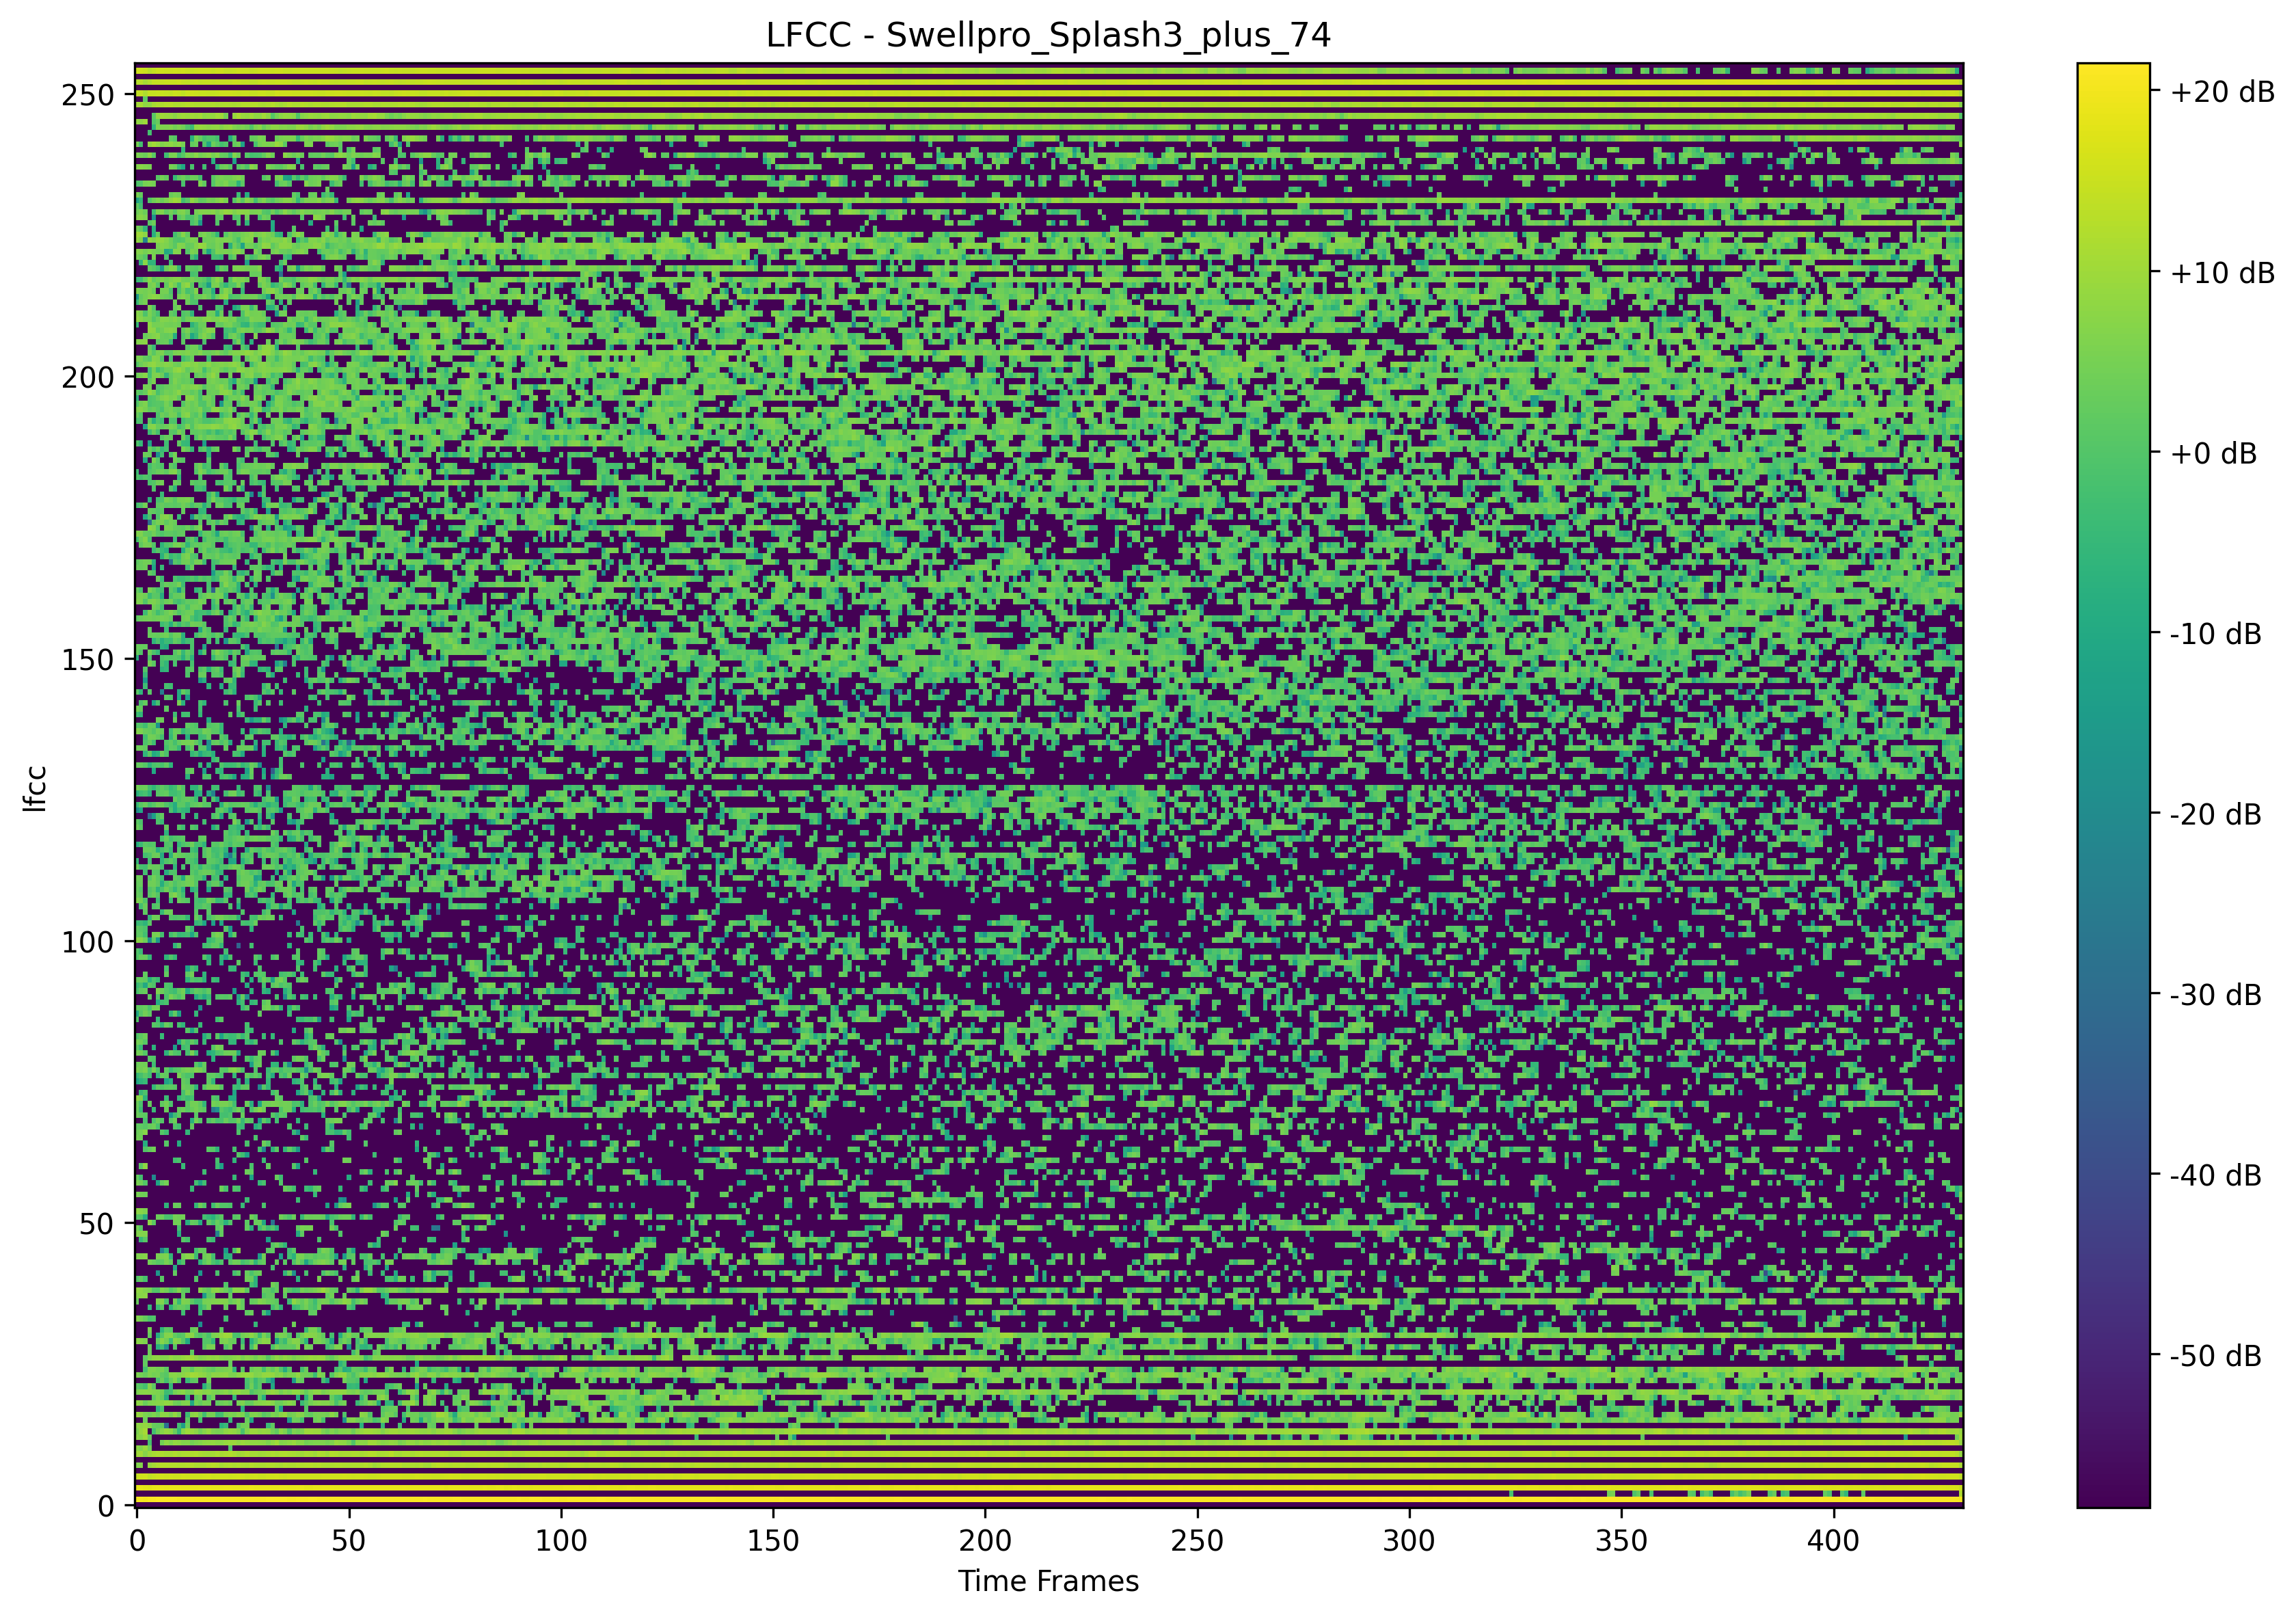 LFCC - Swellpro_Splash3_plus_74
250
200
150
100
50
0
lfcc
0 50 100 150 200 250 300 350 400
Time Frames
+20 dB
+10 dB
+0 dB
-10 dB
-20 dB
-30 dB
-40 dB
-50 dB